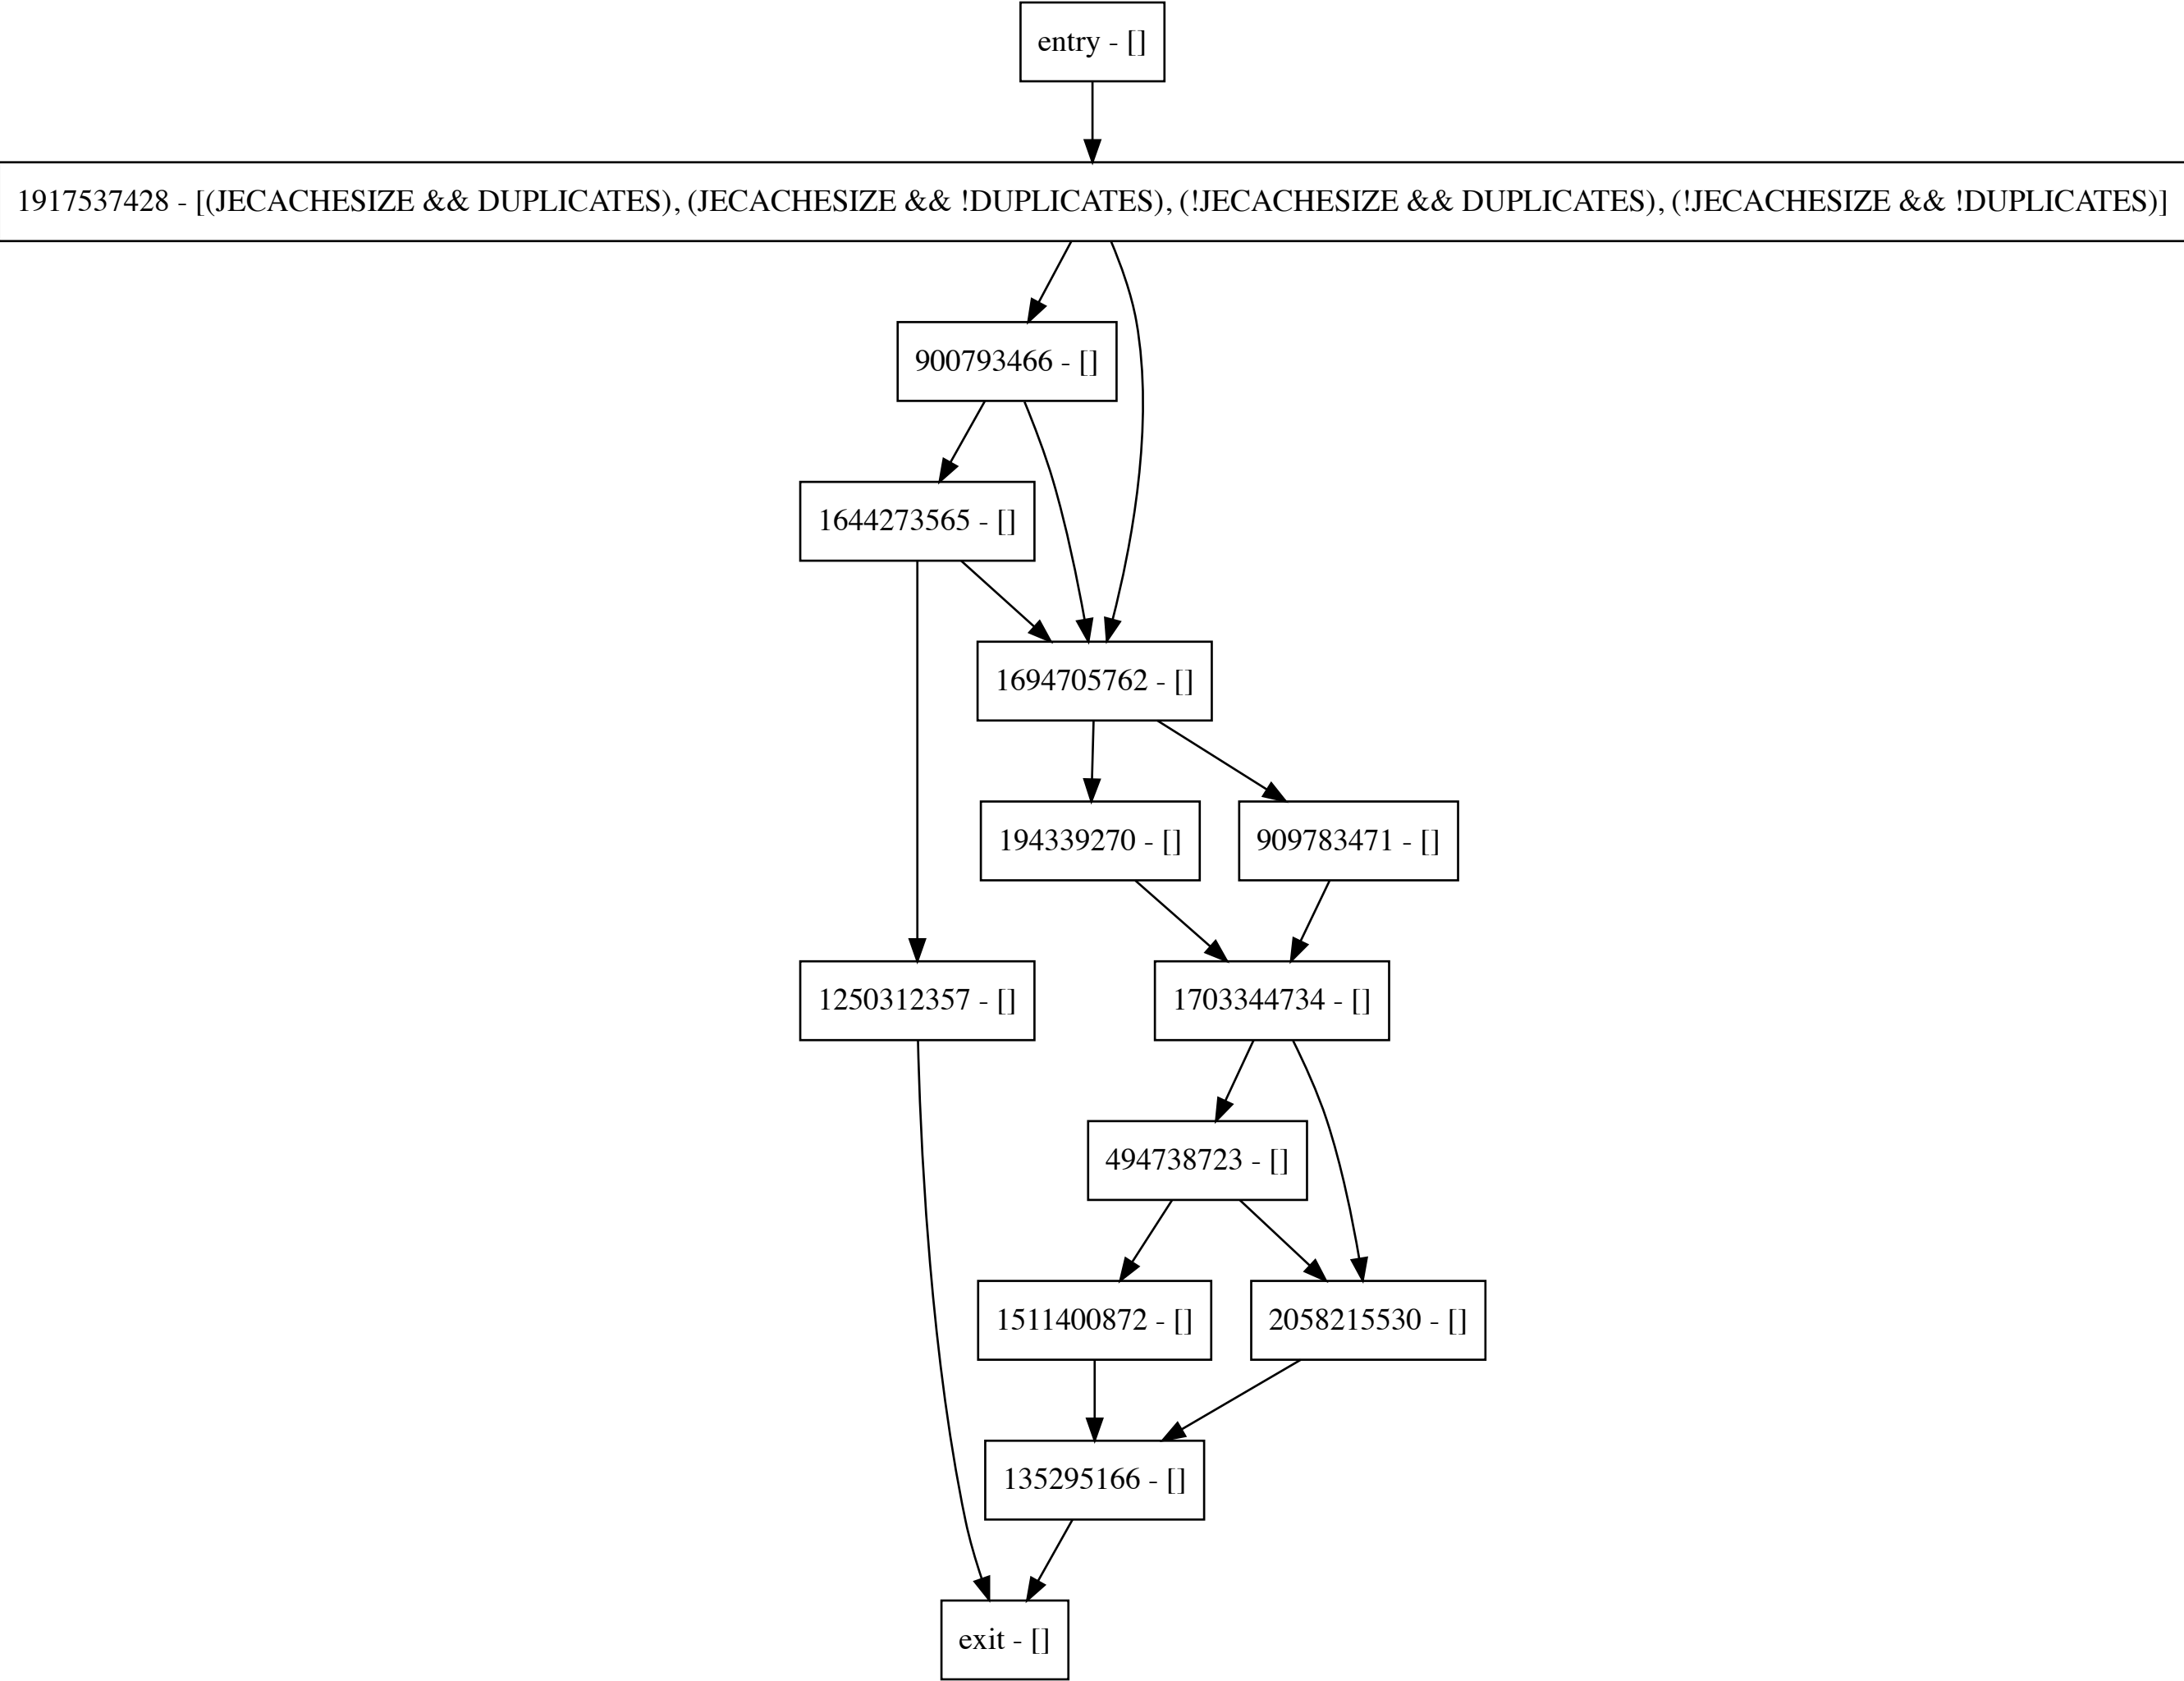 entry - []
1917537428 - [(JECACHESIZE && DUPLICATES), (JECACHESIZE && !DUPLICATES), (!JECACHESIZE && DUPLICATES), (!JECACHESIZE && !DUPLICATES)]
900793466 - []
1644273565 - []
1694705762 - []
194339270 - []
909783471 - []
1250312357 - []
1703344734 - []
494738723 - []
1511400872 - []
2058215530 - []
135295166 - []
exit - []